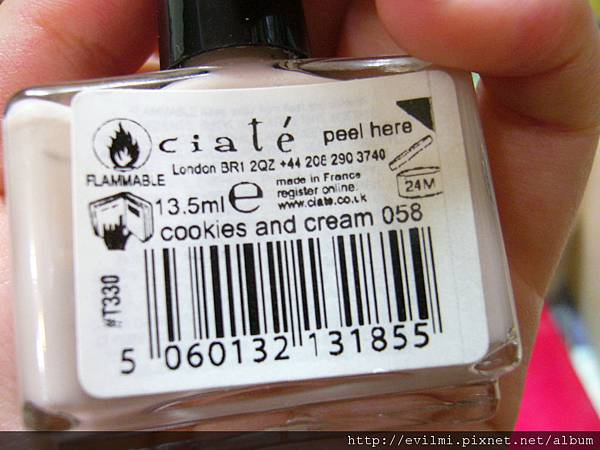 ciaté peel here
London BR1 2QZ +44 208 290 3740
FLAMMABLE
made in France
register online:
www.ciate.co.uk
24M
13.5ml e
cookies and cream 058
#T330
5 060132 131855
http://evilmi.pixnet.net/album